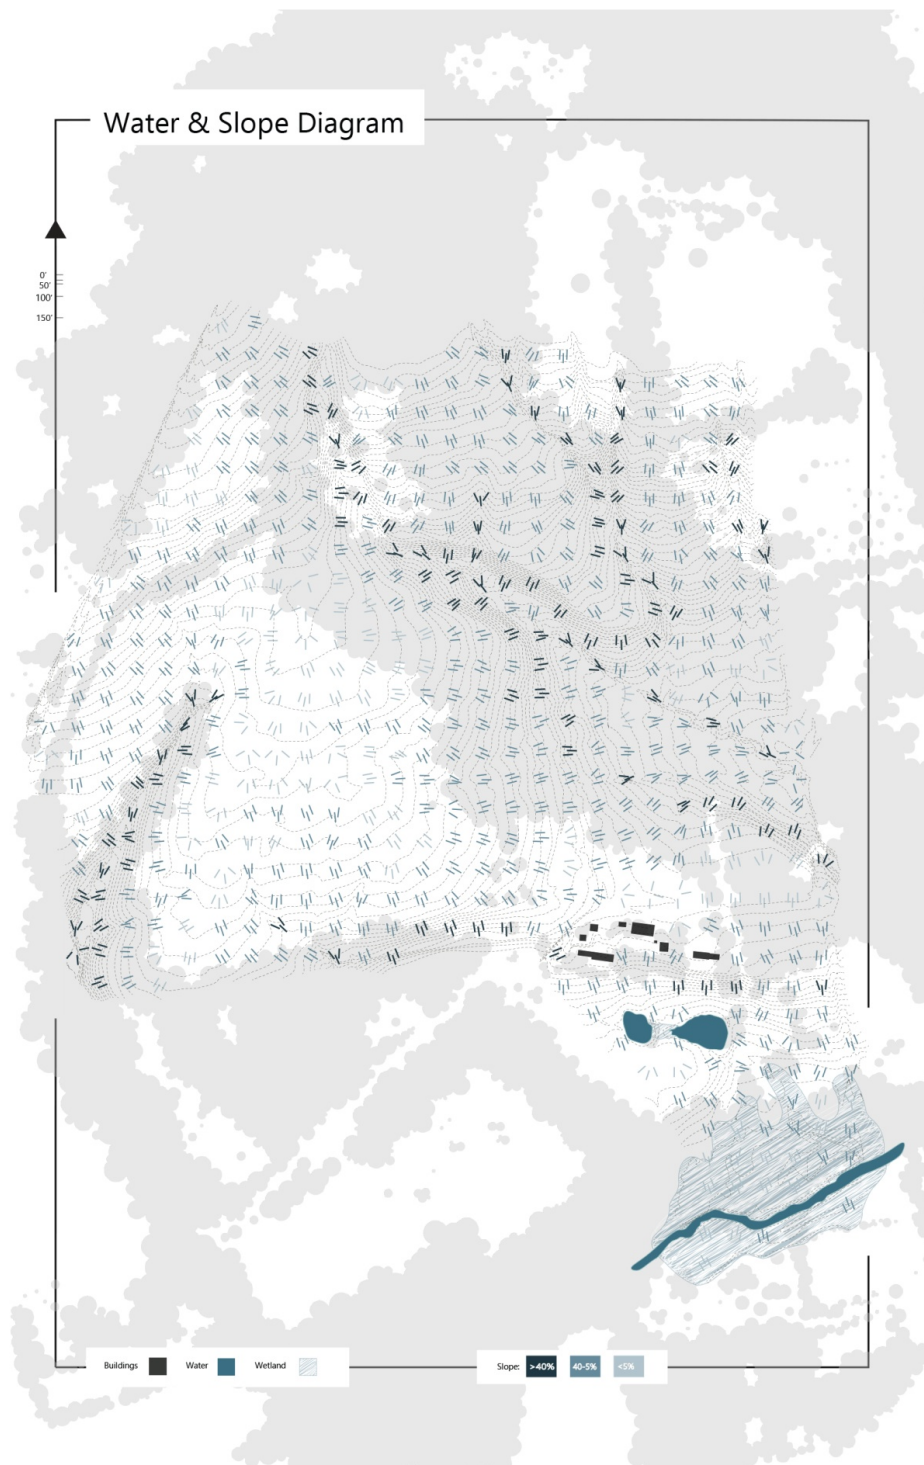 Water & Slope Diagram
0'
50'
100'
150'
Buildings Water Wetland
Slope: >40% 40-5% <5%